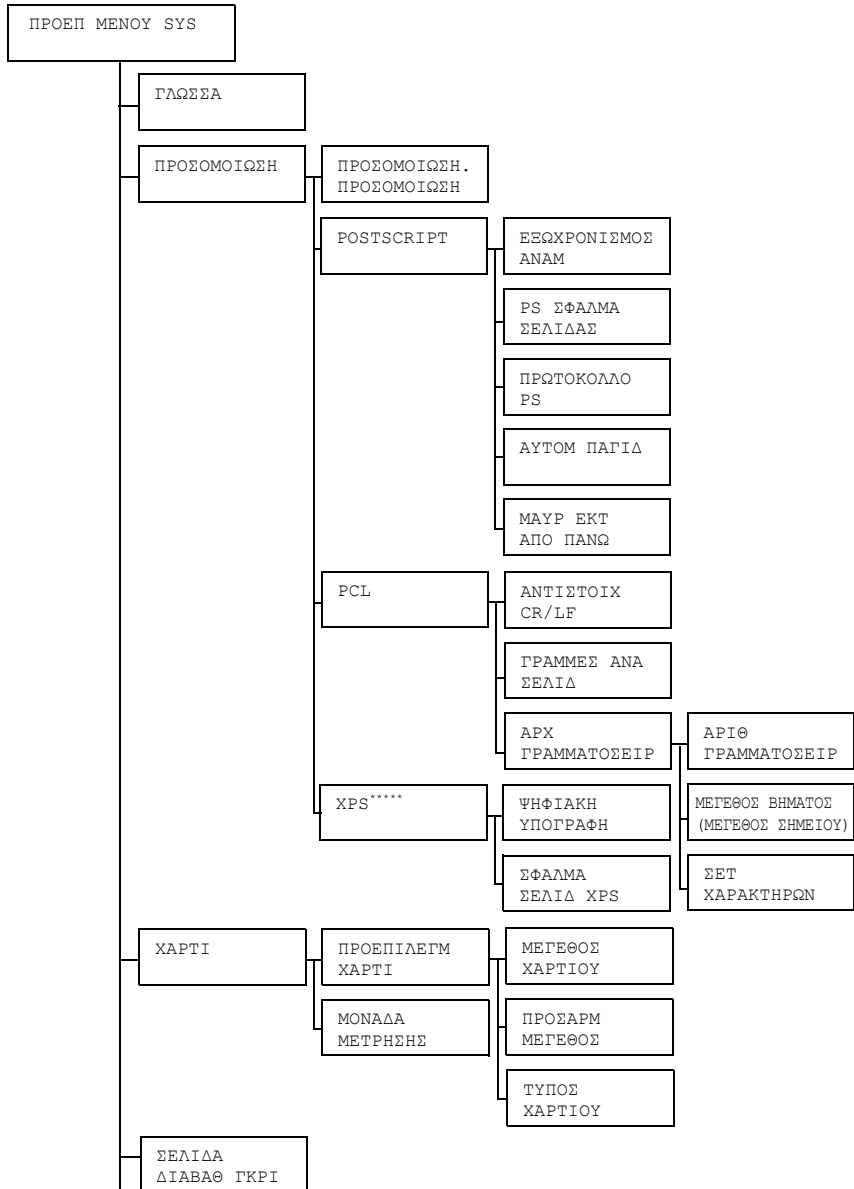 ΠΡΟΕΠ ΜΕΝΟΥ SYS
ΓΛΩΣΣΑ
ΠΡΟΣΟΜΟΙΩΣΗ
ΠΡΟΣΟΜΟΙΩΣΗ.
ΠΡΟΣΟΜΟΙΩΣΗ
POSTSCRIPT
ΕΞΩΧΡΟΝΙΣΜΟΣ
ΑΝΑΜ
PS ΣΦΑΛΜΑ
ΣΕΛΙΔΑΣ
ΠΡΩΤΟΚΟΛΛΟ
PS
ΑΥΤΟΜ ΠΑΓΙΔ
ΜΑΥΡ ΕΚΤ
ΑΠΟ ΠΑΝΩ
PCL
ΑΝΤΙΣΤΟΙΧ
CR/LF
ΓΡΑΜΜΕΣ ΑΝΑ
ΣΕΛΙΔ
ΑΡΧ
ΓΡΑΜΜΑΤΟΣΕΙΡ
ΑΡΙΘ
ΓΡΑΜΜΑΤΟΣΕΙΡ
ΜΕΓΕΘΟΣ ΒΗΜΑΤΟΣ
(ΜΕΓΕΘΟΣ ΣΗΜΕΙΟΥ)
ΣΕΤ
ΧΑΡΑΚΤΗΡΩΝ
XPS*****
ΨΗΦΙΑΚΗ
ΥΠΟΓΡΑΦΗ
ΣΦΑΛΜΑ
ΣΕΛΙΔ XPS
ΧΑΡΤΙ
ΠΡΟΕΠΙΛΕΓΜ
ΧΑΡΤΙ
ΜΕΓΕΘΟΣ
ΧΑΡΤΙΟΥ
ΠΡΟΣΑΡΜ
ΜΕΓΕΘΟΣ
ΤΥΠΟΣ
ΧΑΡΤΙΟΥ
ΜΟΝΑΔΑ
ΜΕΤΡΗΣΗΣ
ΣΕΛΙΔΑ
ΔΙΑΒΑΘ ΓΚΡΙ